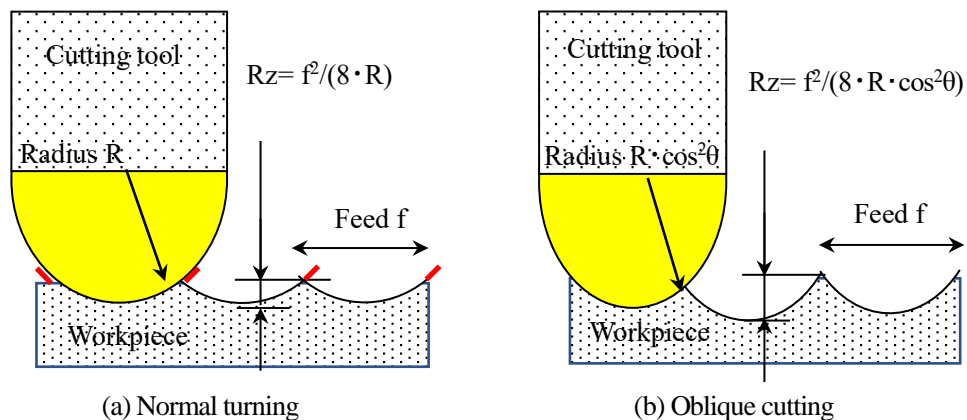 Cutting tool
Rz= f²/(8・R)
Radius R
Feed f
Workpiece
(a) Normal turning
Cutting tool
Rz= f²/(8・R・cos²θ)
Radius R・cos²θ
Feed f
Workpiece
(b) Oblique cutting